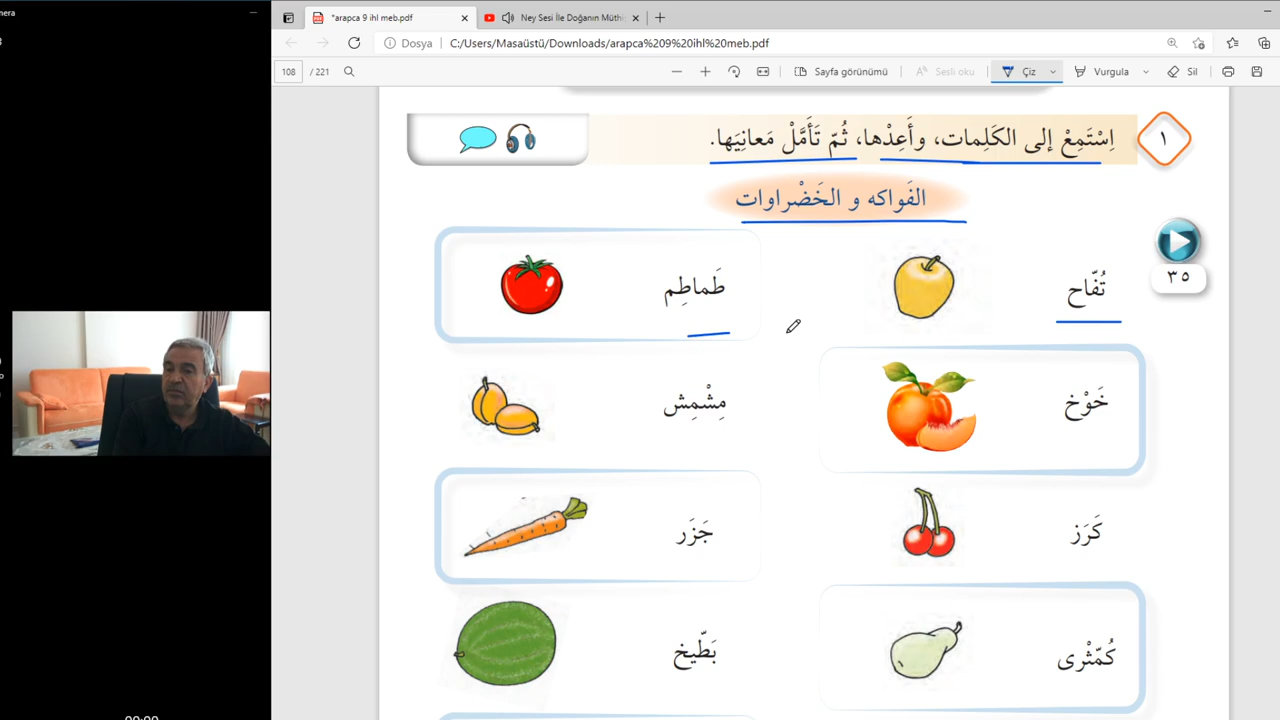 *arapca 9 ihl meb.pdf
Ney Sesi İle Doğanın Müthi
Dosya C:/Users/Masaüstü/Downloads/arapca%209%20ihl%20meb.pdf
108 / 221
Sayfa görünümü
Sesli oku
Çiz
Vurgula
Sil
١ اِسْتَمِعْ إلى الكَلِمات، وأَعِدْها، ثُمّ تَأَمَّلْ مَعانِيَها.
الفَواكه و الخَضْراوات
٣٥
تُفّاح طَماطِم
خَوْخ مِشْمِش
كَرَز جَزَر
كُمّثْرى بَطّيخ